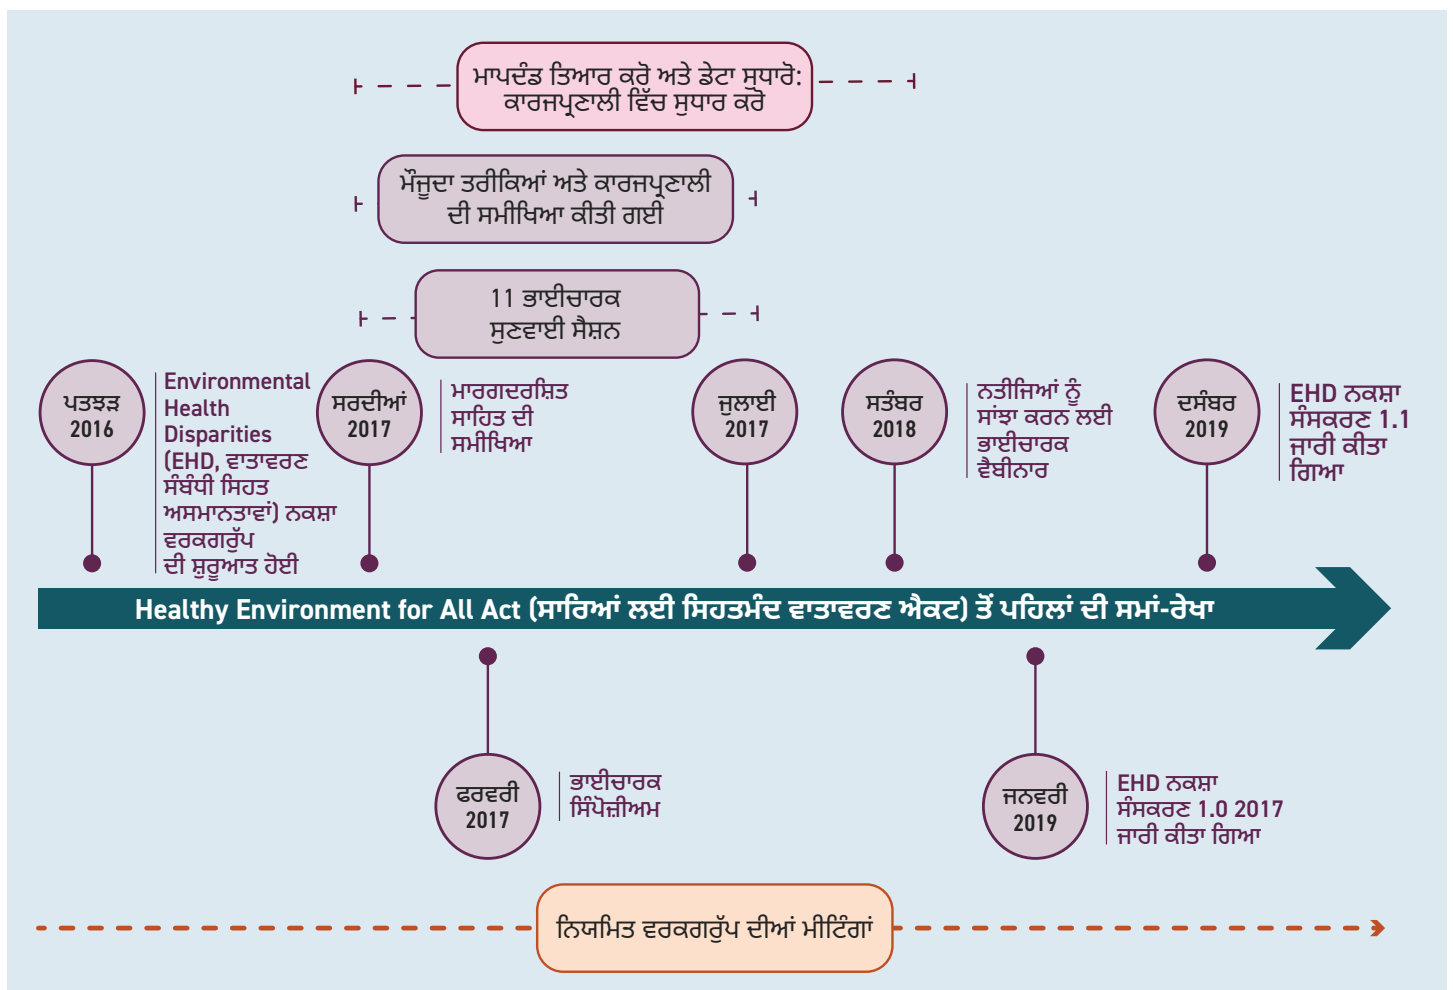 ਮਾਪਦੰਡ ਤਿਆਰ ਕਰੋ ਅਤੇ ਡੇਟਾ ਸੁਧਾਰੋ:
ਕਾਰਜਪ੍ਰਣਾਲੀ ਵਿੱਚ ਸੁਧਾਰ ਕਰੋ
ਮੌਜੂਦਾ ਤਰੀਕਿਆਂ ਅਤੇ ਕਾਰਜਪ੍ਰਣਾਲੀ
ਦੀ ਸਮੀਖਿਆ ਕੀਤੀ ਗਈ
11 ਭਾਈਚਾਰਕ
ਸੁਣਵਾਈ ਸੈਸ਼ਨ
ਪਤਝੜ
2016
Environmental
Health
Disparities
(EHD, ਵਾਤਾਵਰਣ
ਸੰਬੰਧੀ ਸਿਹਤ
ਅਸਮਾਨਤਾਵਾਂ) ਨਕਸ਼ਾ
ਵਰਕਗਰੁੱਪ
ਦੀ ਸ਼ੁਰੂਆਤ ਹੋਈ
ਸਰਦੀਆਂ
2017
ਮਾਰਗਦਰਸ਼ਿਤ
ਸਾਹਿਤ ਦੀ
ਸਮੀਖਿਆ
ਜੁਲਾਈ
2017
ਸਤੰਬਰ
2018
ਨਤੀਜਿਆਂ ਨੂੰ
ਸਾਂਝਾ ਕਰਨ ਲਈ
ਭਾਈਚਾਰਕ
ਵੈਬੀਨਾਰ
ਦਸੰਬਰ
2019
EHD ਨਕਸ਼ਾ
ਸੰਸਕਰਣ 1.1
ਜਾਰੀ ਕੀਤਾ
ਗਿਆ
Healthy Environment for All Act (ਸਾਰਿਆਂ ਲਈ ਸਿਹਤਮੰਦ ਵਾਤਾਵਰਣ ਐਕਟ) ਤੋਂ ਪਹਿਲਾਂ ਦੀ ਸਮਾਂ-ਰੇਖਾ
ਫਰਵਰੀ
2017
ਭਾਈਚਾਰਕ
ਸਿੰਪੋਜ਼ੀਅਮ
ਜਨਵਰੀ
2019
EHD ਨਕਸ਼ਾ
ਸੰਸਕਰਣ 1.0 2017
ਜਾਰੀ ਕੀਤਾ ਗਿਆ
ਨਿਯਮਿਤ ਵਰਕਗਰੁੱਪ ਦੀਆਂ ਮੀਟਿੰਗਾਂ